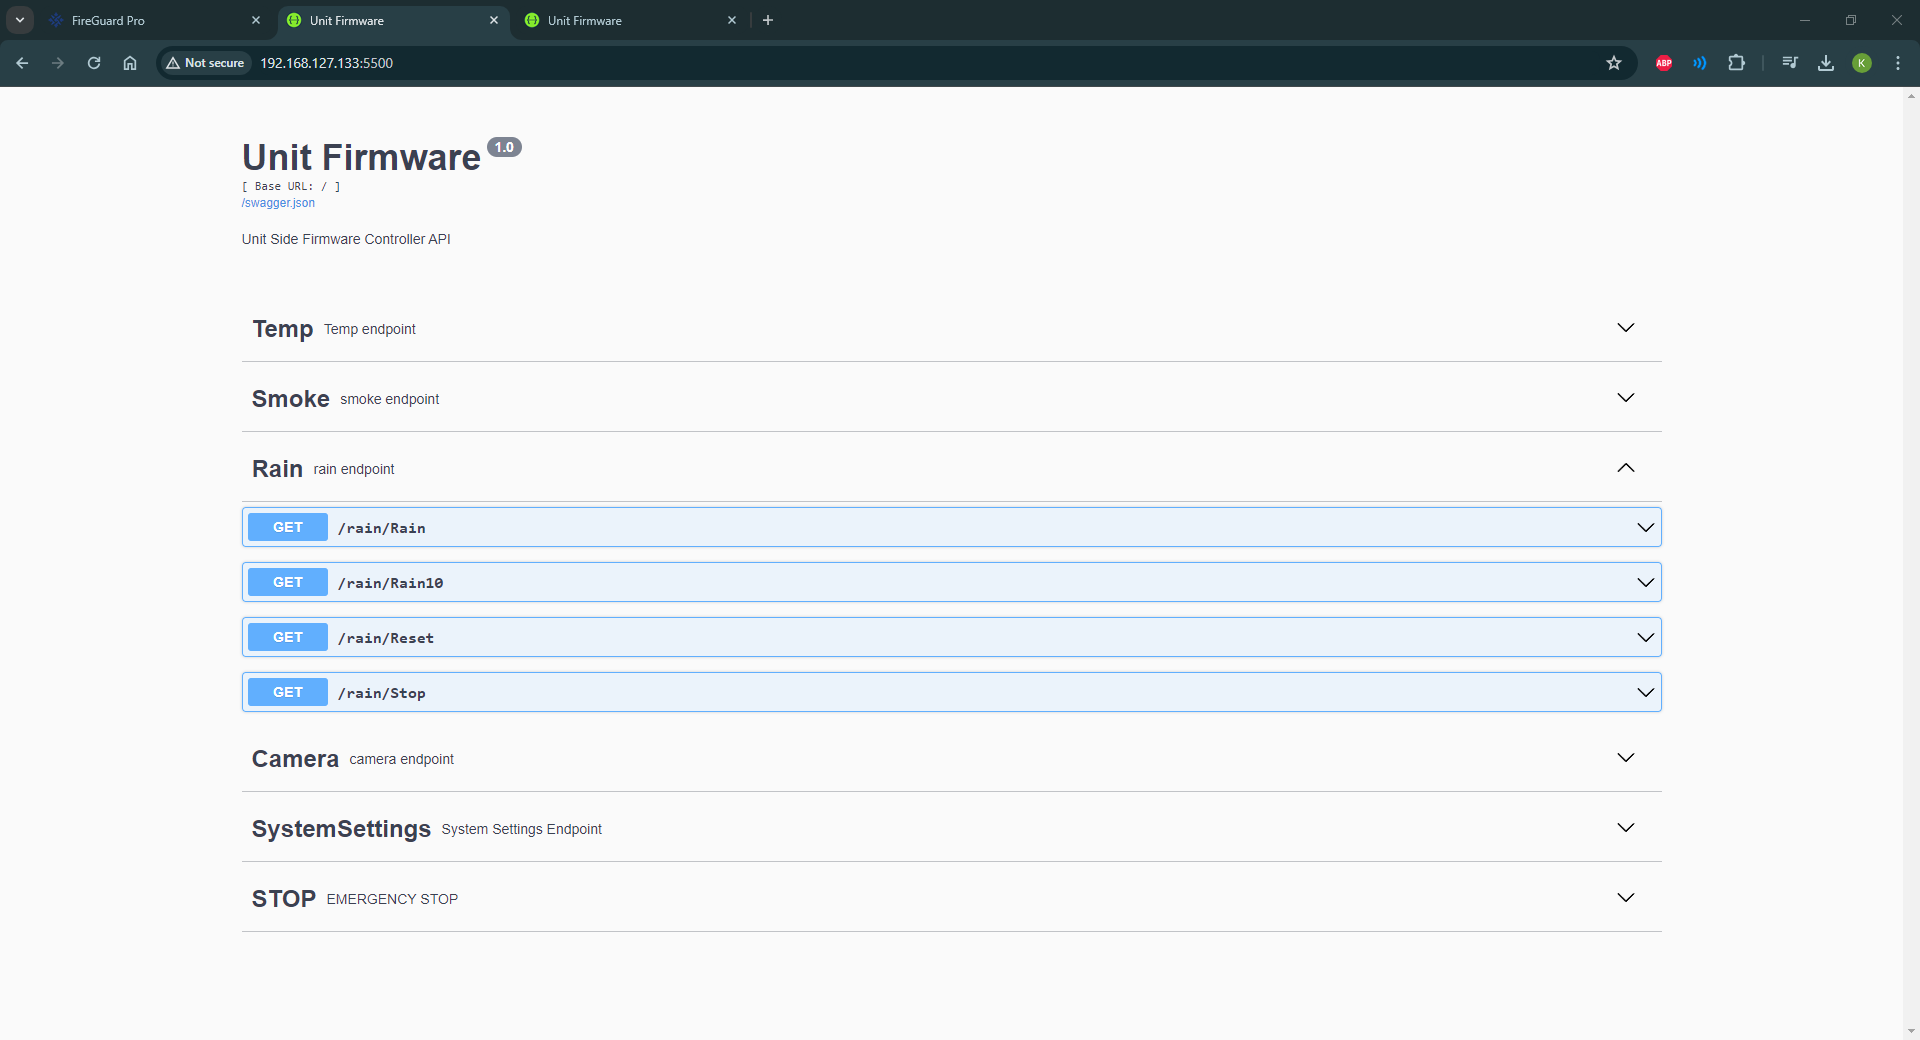 FireGuard Pro
Unit Firmware
Unit Firmware
Not secure
192.168.127.133:5500
ABP
K
Unit Firmware 1.0
[ Base URL: / ]
/swagger.json
Unit Side Firmware Controller API
Temp Temp endpoint
Smoke smoke endpoint
Rain rain endpoint
GET /rain/Rain
GET /rain/Rain10
GET /rain/Reset
GET /rain/Stop
Camera camera endpoint
SystemSettings System Settings Endpoint
STOP EMERGENCY STOP